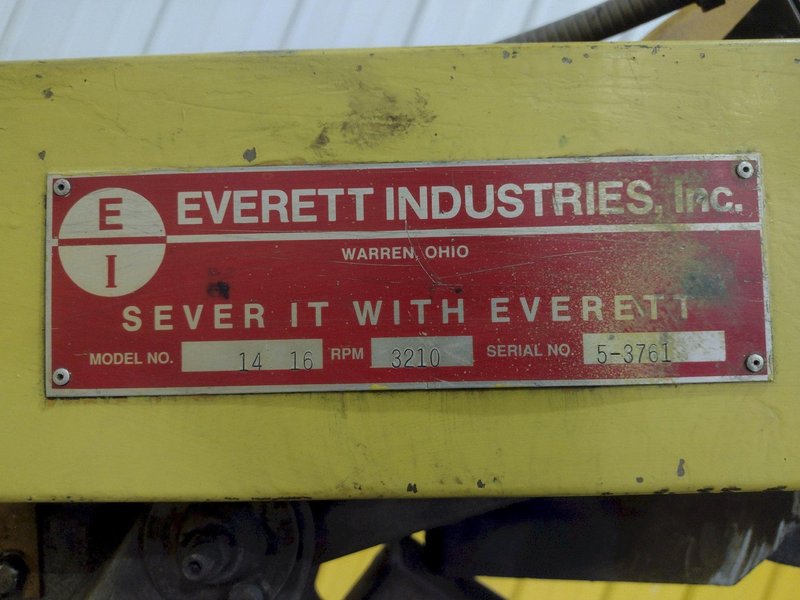 E
I
EVERETT INDUSTRIES, Inc.
WARREN, OHIO
SEVER IT WITH EVERETT
MODEL NO. 14 16 RPM 3210 SERIAL NO. 5-3761